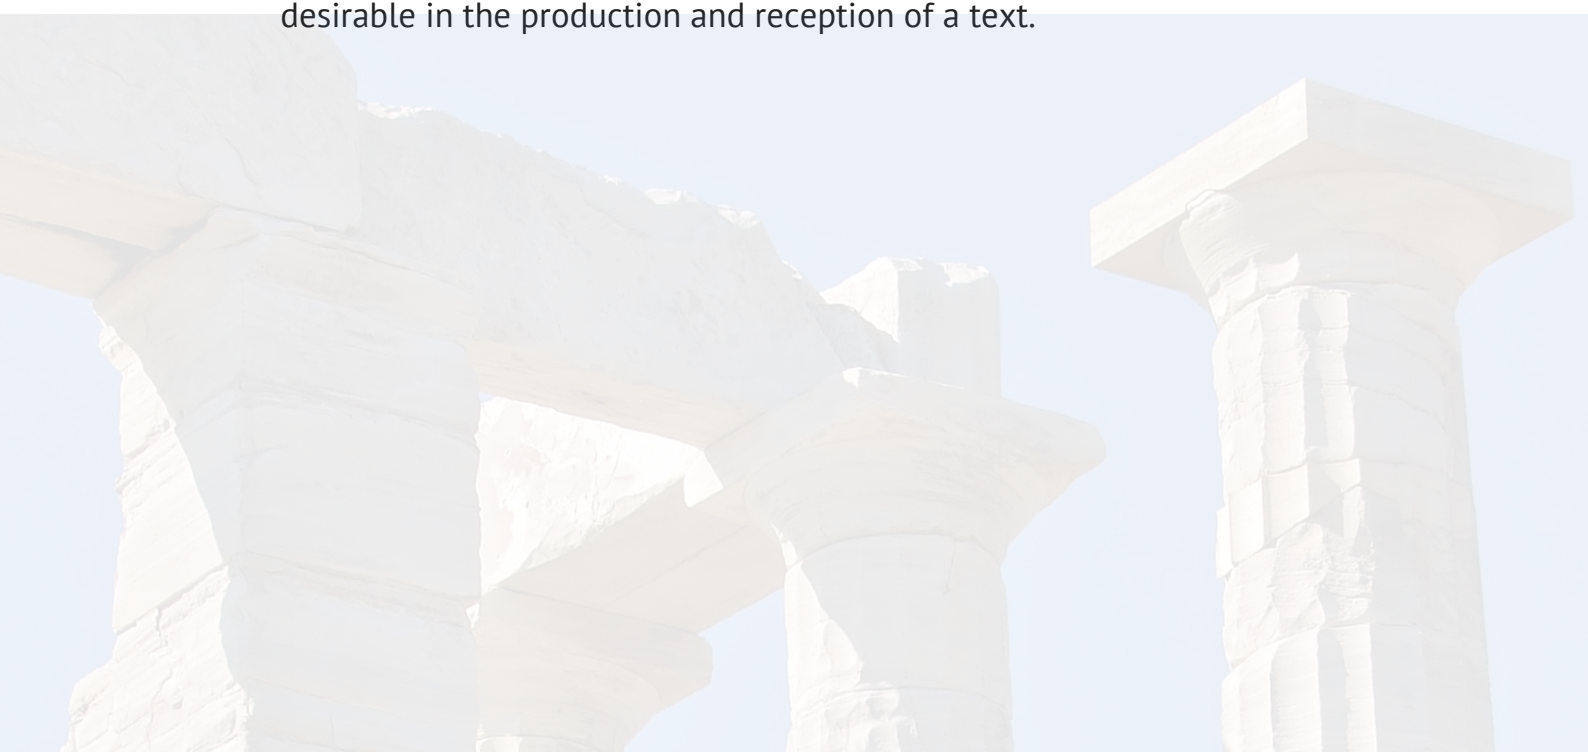 desirable in the production and reception of a text.